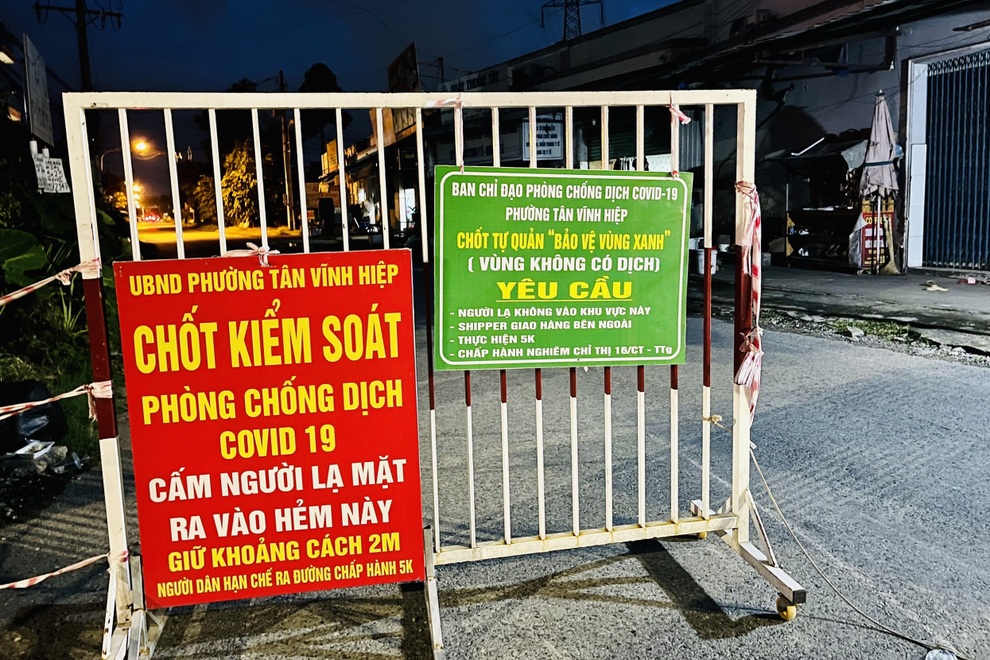 UBND PHƯỜNG TÂN VĨNH HIỆP
CHỐT KIỂM SOÁT
PHÒNG CHỐNG DỊCH
COVID 19
CẤM NGƯỜI LẠ MẶT
RA VÀO HẺM NÀY
GIỮ KHOẢNG CÁCH 2M
NGƯỜI DÂN HẠN CHẾ RA ĐƯỜNG CHẤP HÀNH 5K
BAN CHỈ ĐẠO PHÒNG CHỐNG DỊCH COVID-19
PHƯỜNG TÂN VĨNH HIỆP
CHỐT TỰ QUẢN "BẢO VỆ VÙNG XANH"
( VÙNG KHÔNG CÓ DỊCH)
YÊU CẦU
- NGƯỜI LẠ KHÔNG VÀO KHU VỰC NÀY
- SHIPPER GIAO HÀNG BÊN NGOÀI
- THỰC HIỆN 5K
- CHẤP HÀNH NGHIÊM CHỈ THỊ 16/CT - TTg